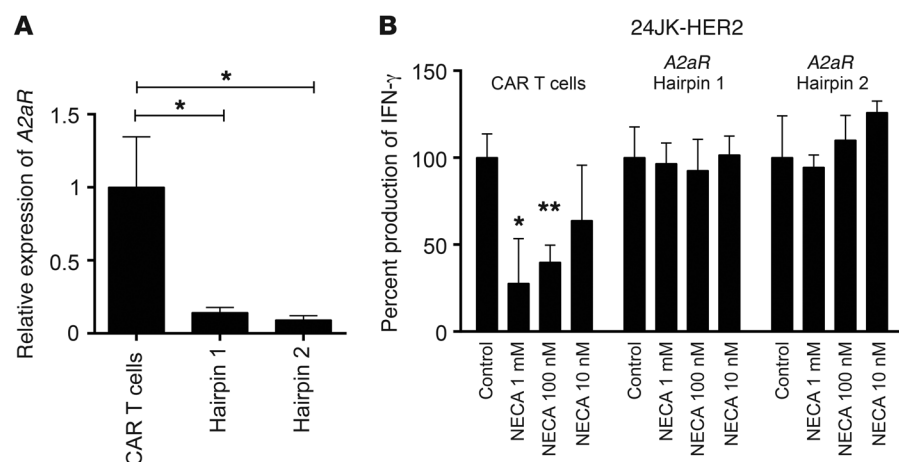 A
Relative expression of A2aR
1.5
1
0.5
0
*
*
CAR T cells
Hairpin 1
Hairpin 2
B
24JK-HER2
Percent production of IFN-γ
150
100
50
0
CAR T cells
A2aR
Hairpin 1
A2aR
Hairpin 2
*
**
Control
NECA 1 mM
NECA 100 nM
NECA 10 nM
Control
NECA 1 mM
NECA 100 nM
NECA 10 nM
Control
NECA 1 mM
NECA 100 nM
NECA 10 nM